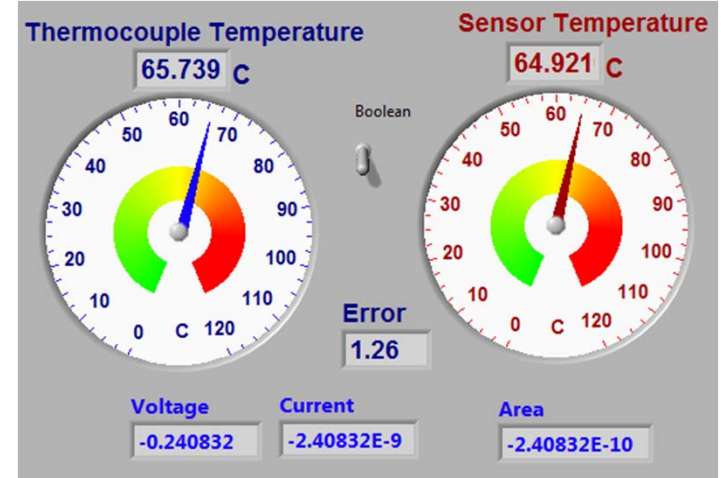 Thermocouple Temperature
65.739 C
Sensor Temperature
64.921 C
Boolean
0 10 20 30 40 50 60 70 80 90 100 110 120
C
0 10 20 30 40 50 60 70 80 90 100 110 120
C
Error
1.26
Voltage
-0.240832
Current
-2.40832E-9
Area
-2.40832E-10